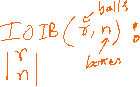 balls
IOIB (r, n) :
boxes
| r |
| n |